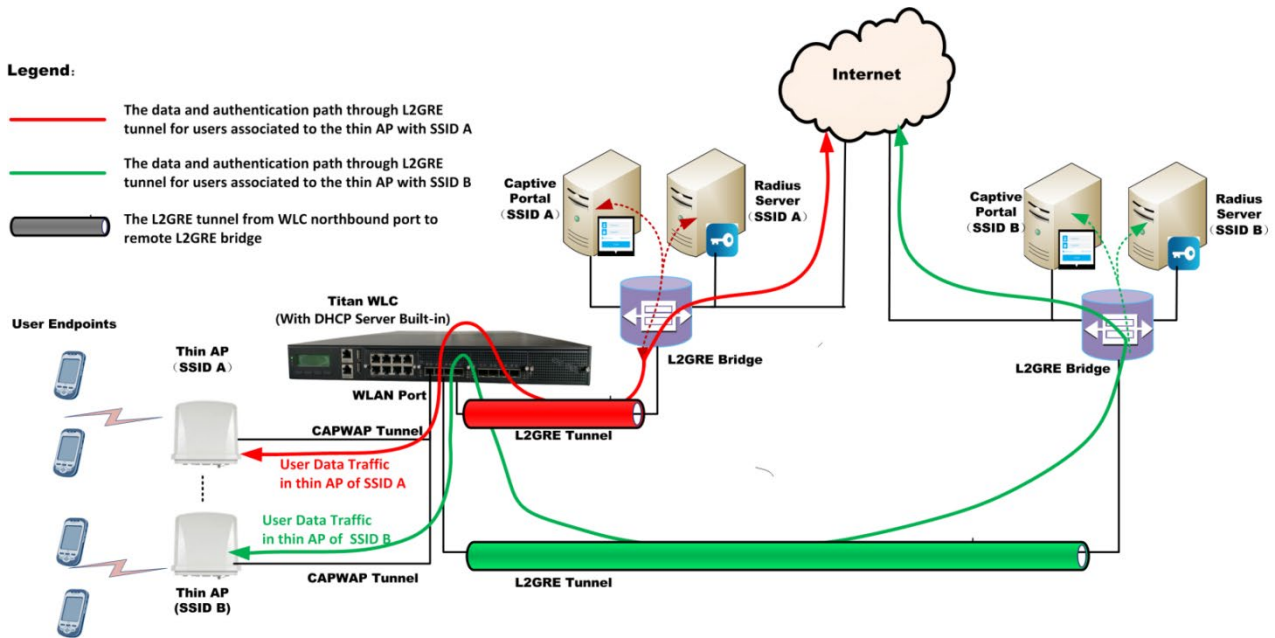 Legend:
The data and authentication path through L2GRE
tunnel for users associated to the thin AP with SSID A
The data and authentication path through L2GRE
tunnel for users associated to the thin AP with SSID B
The L2GRE tunnel from WLC northbound port to
remote L2GRE bridge
Internet
Captive
Portal
(SSID A)
Radius
Server
(SSID A)
Captive
Portal
(SSID B)
Radius
Server
(SSID B)
Titan WLC
(With DHCP Server Built-in)
User Endpoints
Thin AP
(SSID A)
WLAN Port
L2GRE Bridge
L2GRE Bridge
L2GRE Tunnel
CAPWAP Tunnel
User Data Traffic
in thin AP of SSID A
User Data Traffic
in thin AP of SSID B
CAPWAP Tunnel
L2GRE Tunnel
Thin AP
(SSID B)